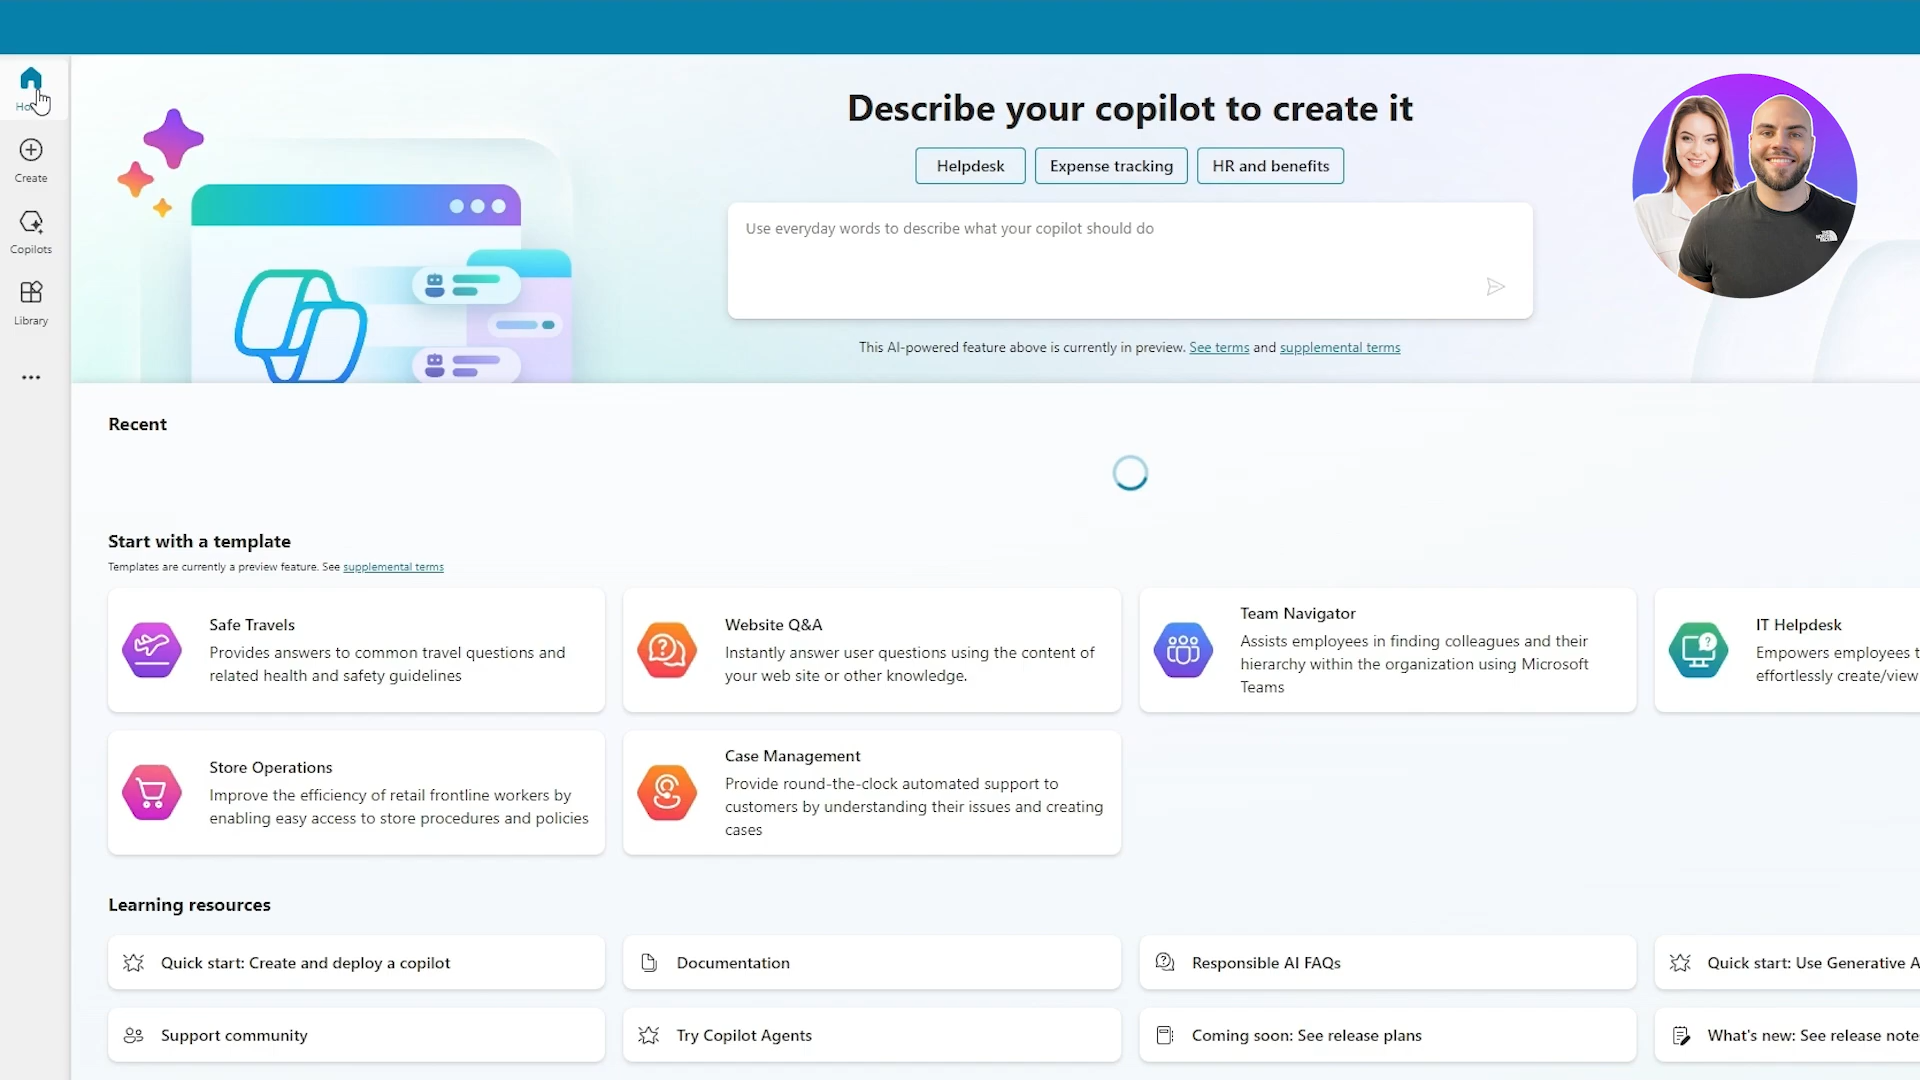 Describe your copilot to create it
Helpdesk
Expense tracking
HR and benefits
Use everyday words to describe what your copilot should do
This AI-powered feature above is currently in preview. See terms and supplemental terms
Create
Copilots
Library
Recent
Start with a template
Templates are currently a preview feature. See supplemental terms
Safe Travels
Provides answers to common travel questions and
related health and safety guidelines
Website Q&A
Instantly answer user questions using the content of
your web site or other knowledge.
Team Navigator
Assists employees in finding colleagues and their
hierarchy within the organization using Microsoft
Teams
IT Helpdesk
Empowers employees t
effortlessly create/view
Store Operations
Improve the efficiency of retail frontline workers by
enabling easy access to store procedures and policies
Case Management
Provide round-the-clock automated support to
customers by understanding their issues and creating
cases
Learning resources
Quick start: Create and deploy a copilot
Documentation
Responsible AI FAQs
Quick start: Use Generative A
Support community
Try Copilot Agents
Coming soon: See release plans
What's new: See release note